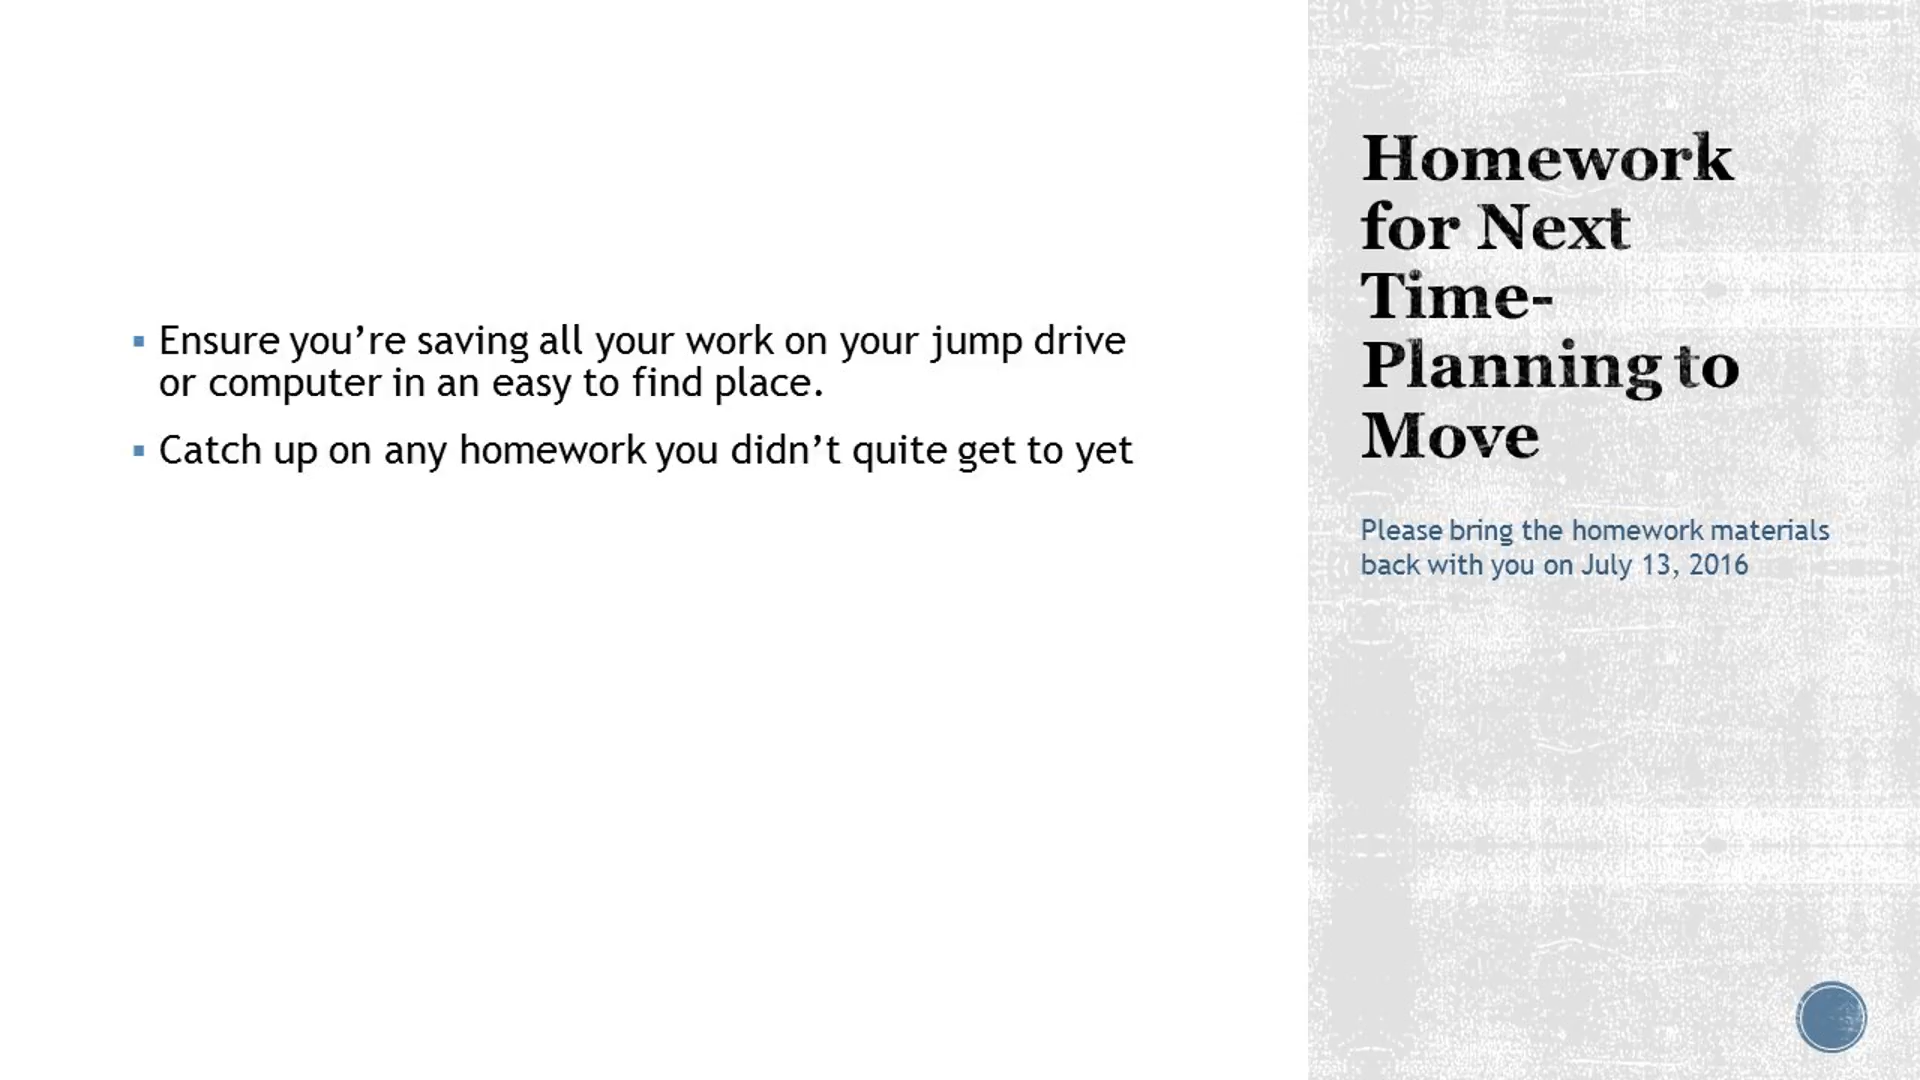 Ensure you’re saving all your work on your jump drive
or computer in an easy to find place.
Catch up on any homework you didn’t quite get to yet
Homework
for Next
Time-
Planning to
Move
Please bring the homework materials
back with you on July 13, 2016